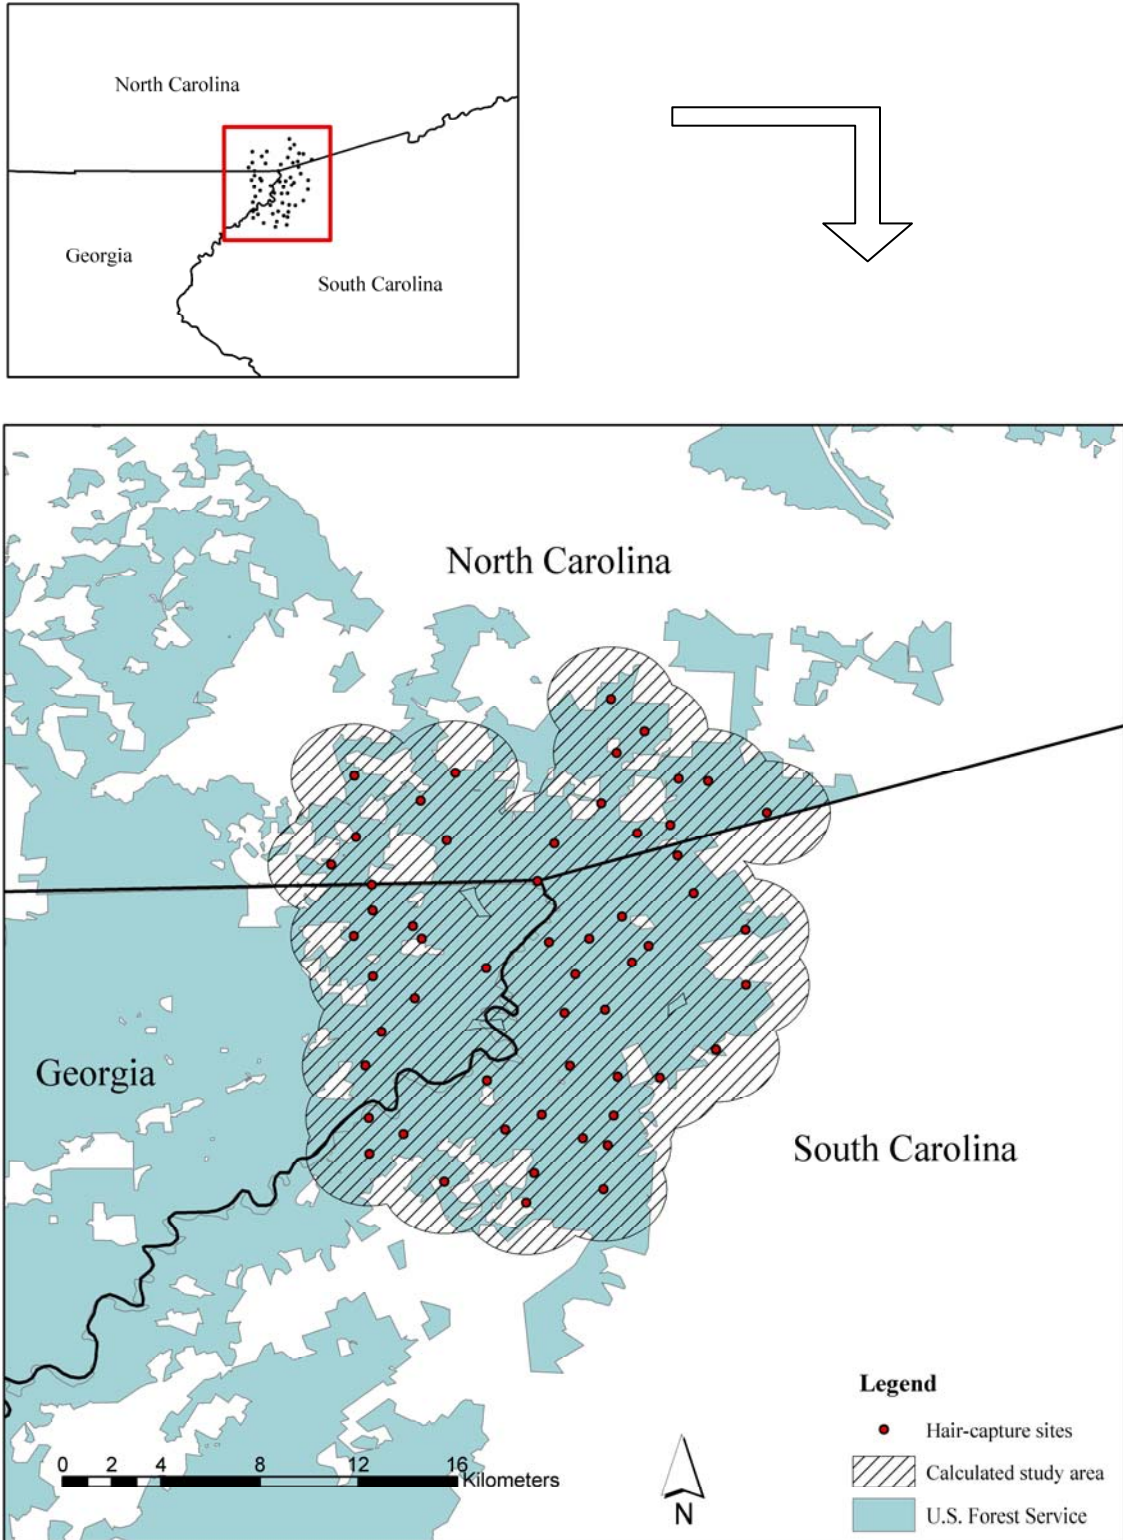 North Carolina
Georgia
South Carolina
North Carolina
Georgia
South Carolina
Legend
Hair-capture sites
Calculated study area
U.S. Forest Service
0 2 4 8 12 16
Kilometers
N